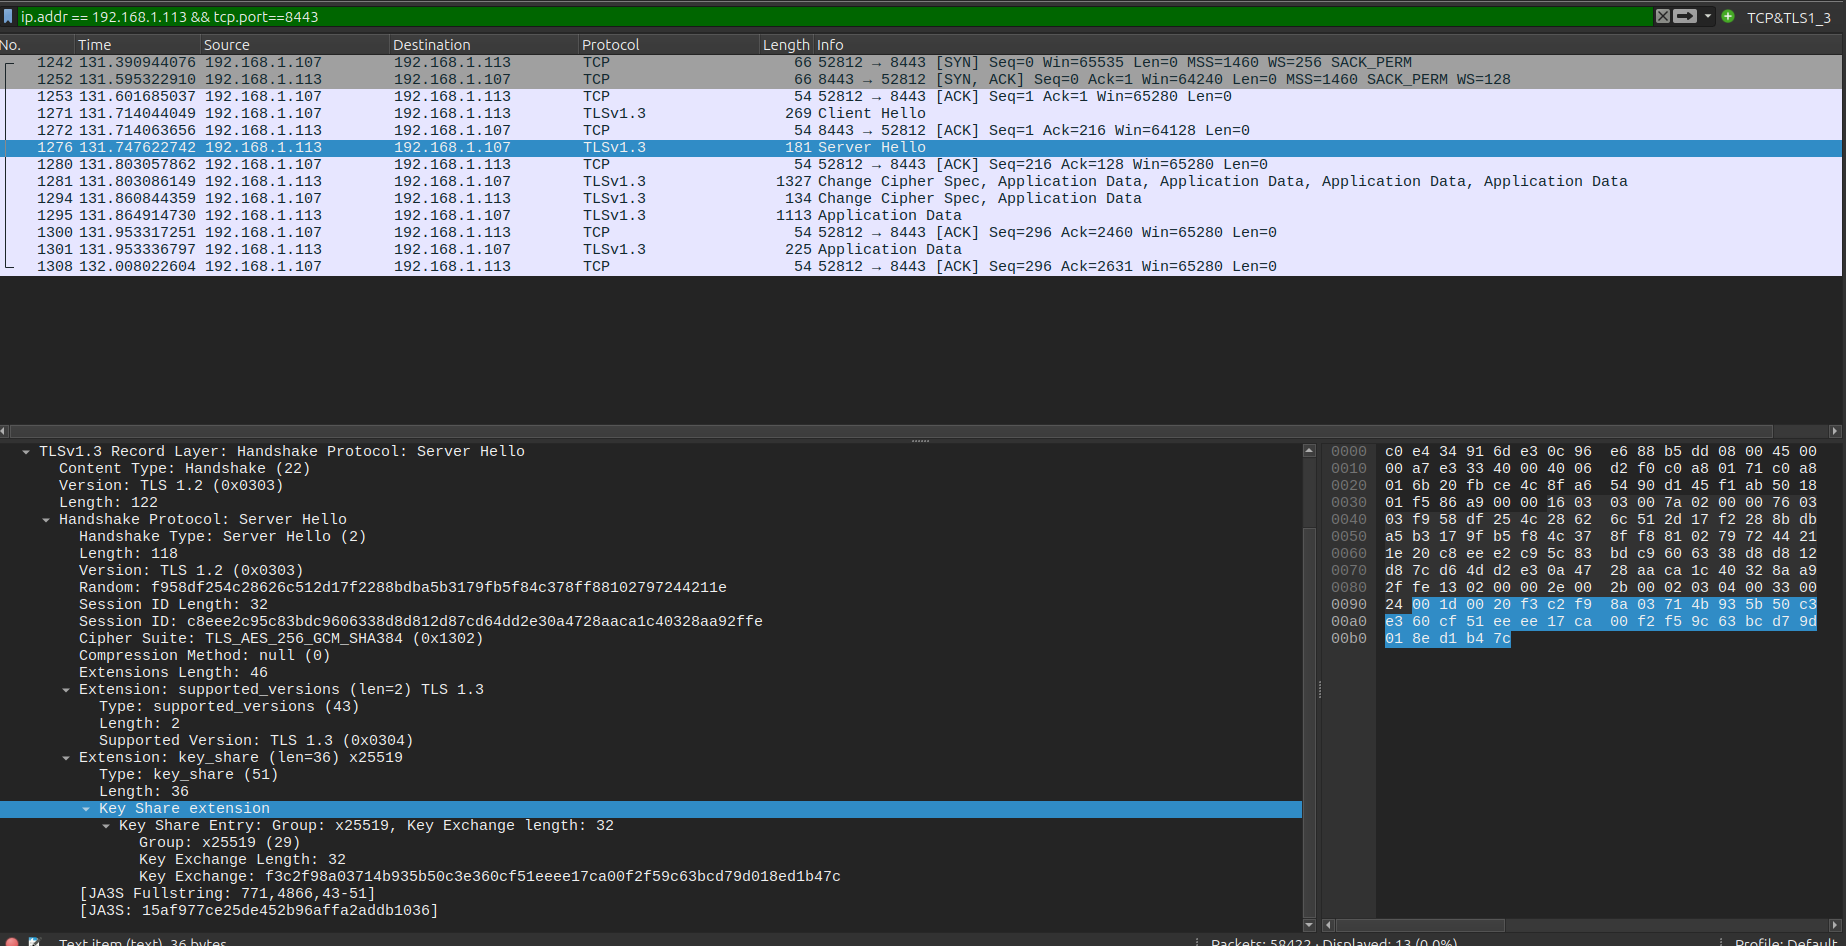 ip.addr == 192.168.1.113 && tcp.port==8443
TCP&TLS1_3
No. Time Source Destination Protocol Length Info
1242 131.390944076 192.168.1.107 192.168.1.113 TCP 66 52812 → 8443 [SYN] Seq=0 Win=65535 Len=0 MSS=1460 WS=256 SACK_PERM
1252 131.595322910 192.168.1.113 192.168.1.107 TCP 66 8443 → 52812 [SYN, ACK] Seq=0 Ack=1 Win=64240 Len=0 MSS=1460 SACK_PERM WS=128
1253 131.601685037 192.168.1.107 192.168.1.113 TCP 54 52812 → 8443 [ACK] Seq=1 Ack=1 Win=65280 Len=0
1271 131.714044049 192.168.1.107 192.168.1.113 TLSv1.3 269 Client Hello
1272 131.714063656 192.168.1.113 192.168.1.107 TCP 54 8443 → 52812 [ACK] Seq=1 Ack=216 Win=64128 Len=0
1276 131.747622742 192.168.1.113 192.168.1.107 TLSv1.3 181 Server Hello
1280 131.803057862 192.168.1.107 192.168.1.113 TCP 54 52812 → 8443 [ACK] Seq=216 Ack=128 Win=65280 Len=0
1281 131.803086149 192.168.1.113 192.168.1.107 TLSv1.3 1327 Change Cipher Spec, Application Data, Application Data, Application Data, Application Data
1294 131.860844359 192.168.1.107 192.168.1.113 TLSv1.3 134 Change Cipher Spec, Application Data
1295 131.864914730 192.168.1.113 192.168.1.107 TLSv1.3 1113 Application Data
1300 131.953317251 192.168.1.107 192.168.1.113 TCP 54 52812 → 8443 [ACK] Seq=296 Ack=2460 Win=65280 Len=0
1301 131.953336797 192.168.1.113 192.168.1.107 TLSv1.3 225 Application Data
1308 132.008022604 192.168.1.107 192.168.1.113 TCP 54 52812 → 8443 [ACK] Seq=296 Ack=2631 Win=65280 Len=0
TLSv1.3 Record Layer: Handshake Protocol: Server Hello
Content Type: Handshake (22)
Version: TLS 1.2 (0x0303)
Length: 122
Handshake Protocol: Server Hello
Handshake Type: Server Hello (2)
Length: 118
Version: TLS 1.2 (0x0303)
Random: f958df254c28626c512d17f2288bdba5b3179fb5f84c378ff88102797244211e
Session ID Length: 32
Session ID: c8eee2c95c83bdc9606338d8d812d87cd64dd2e30a4728aaca1c40328aa92ffe
Cipher Suite: TLS_AES_256_GCM_SHA384 (0x1302)
Compression Method: null (0)
Extensions Length: 46
Extension: supported_versions (len=2) TLS 1.3
Type: supported_versions (43)
Length: 2
Supported Version: TLS 1.3 (0x0304)
Extension: key_share (len=36) x25519
Type: key_share (51)
Length: 36
Key Share extension
Key Share Entry: Group: x25519, Key Exchange length: 32
Group: x25519 (29)
Key Exchange Length: 32
Key Exchange: f3c2f98a03714b935b50c3e360cf51eeee17ca00f2f59c63bcd79d018ed1b47c
[JA3S Fullstring: 771,4866,43-51]
[JA3S: 15af977ce25de452b96affa2addb1036]
0000 c0 e4 34 91 6d e3 0c 96 e6 88 b5 dd 08 00 45 00
0010 00 a7 e3 33 40 00 40 06 d2 f0 c0 a8 01 71 c0 a8
0020 01 6b 20 fb ce 4c 8f a6 54 90 d1 45 f1 ab 50 18
0030 01 f5 86 a9 00 00 16 03 03 00 7a 02 00 00 76 03
0040 03 f9 58 df 25 4c 28 62 6c 51 2d 17 f2 28 8b db
0050 a5 b3 17 9f b5 f8 4c 37 8f f8 81 02 79 72 44 21
0060 1e 20 c8 ee e2 c9 5c 83 bd c9 60 63 38 d8 d8 12
0070 d8 7c d6 4d d2 e3 0a 47 28 aa ca 1c 40 32 8a a9
0080 2f fe 13 02 00 00 2e 00 2b 00 02 03 04 00 33 00
0090 24 00 1d 00 20 f3 c2 f9 8a 03 71 4b 93 5b 50 c3
00a0 e3 60 cf 51 ee ee 17 ca 00 f2 f5 9c 63 bc d7 9d
00b0 01 8e d1 b4 7c
Text item (text), 36 bytes
Packets: 58422 · Displayed: 13 (0.0%)
Profile: Default